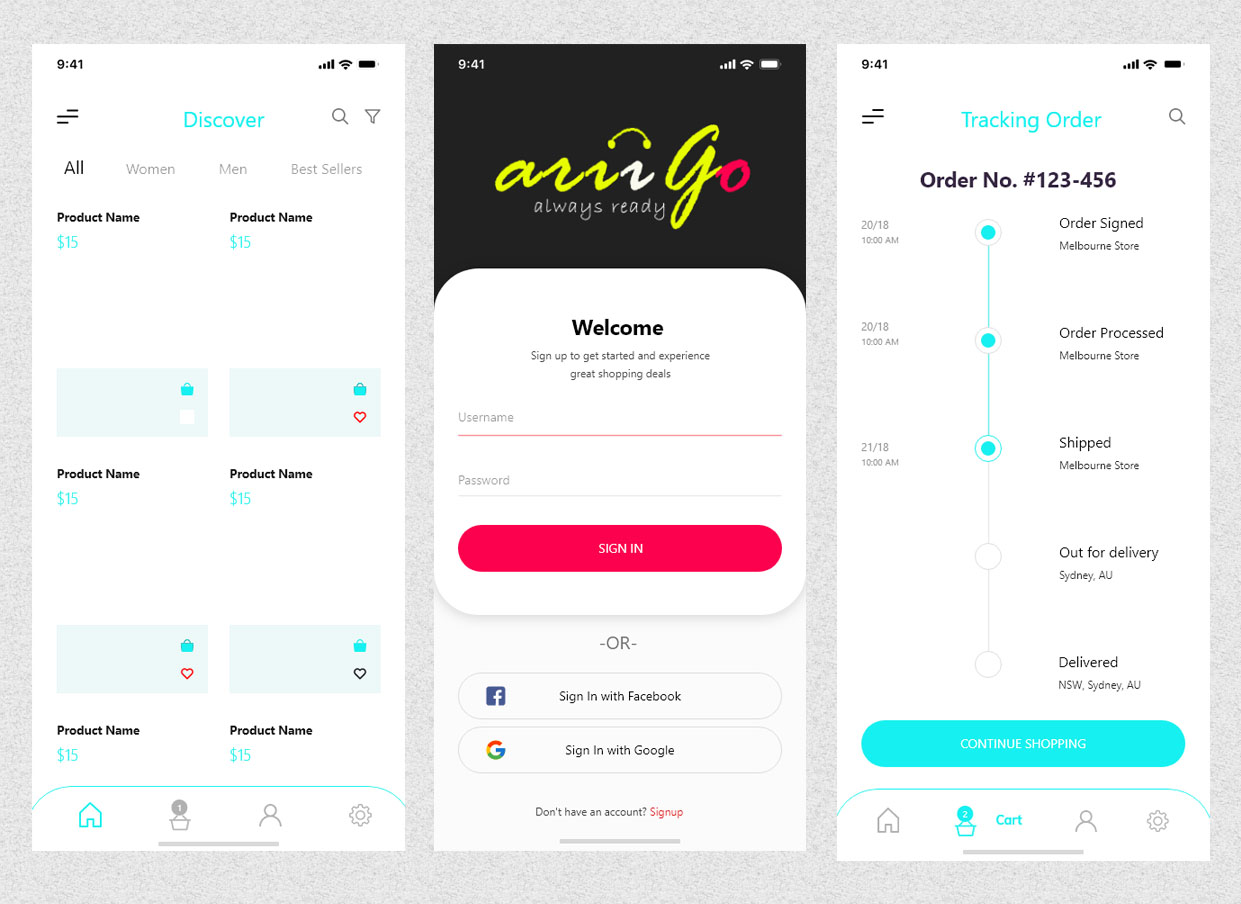 9:41
Discover
All Women Men Best Sellers
Product Name Product Name
$15 $15
Product Name Product Name
$15 $15
Product Name Product Name
$15 $15
1
9:41
ariiGo
always ready
Welcome
Sign up to get started and experience
great shopping deals
Username
Password
SIGN IN
-OR-
Sign In with Facebook
Sign In with Google
Don't have an account? Signup
9:41
Tracking Order
Order No. #123-456
20/18 Order Signed
10:00 AM Melbourne Store
20/18 Order Processed
10:00 AM Melbourne Store
21/18 Shipped
10:00 AM Melbourne Store
Out for delivery
Sydney, AU
Delivered
NSW, Sydney, AU
CONTINUE SHOPPING
2 Cart